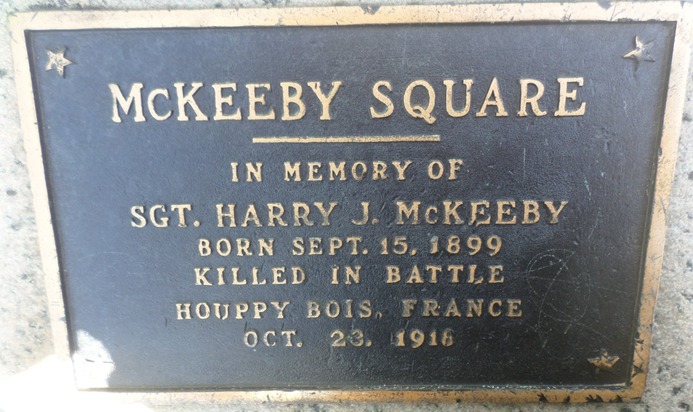 McKEEBY SQUARE
IN MEMORY OF
SGT. HARRY J. McKEEBY
BORN SEPT. 15, 1899
KILLED IN BATTLE
HOUPPY BOIS, FRANCE
OCT. 23. 1918